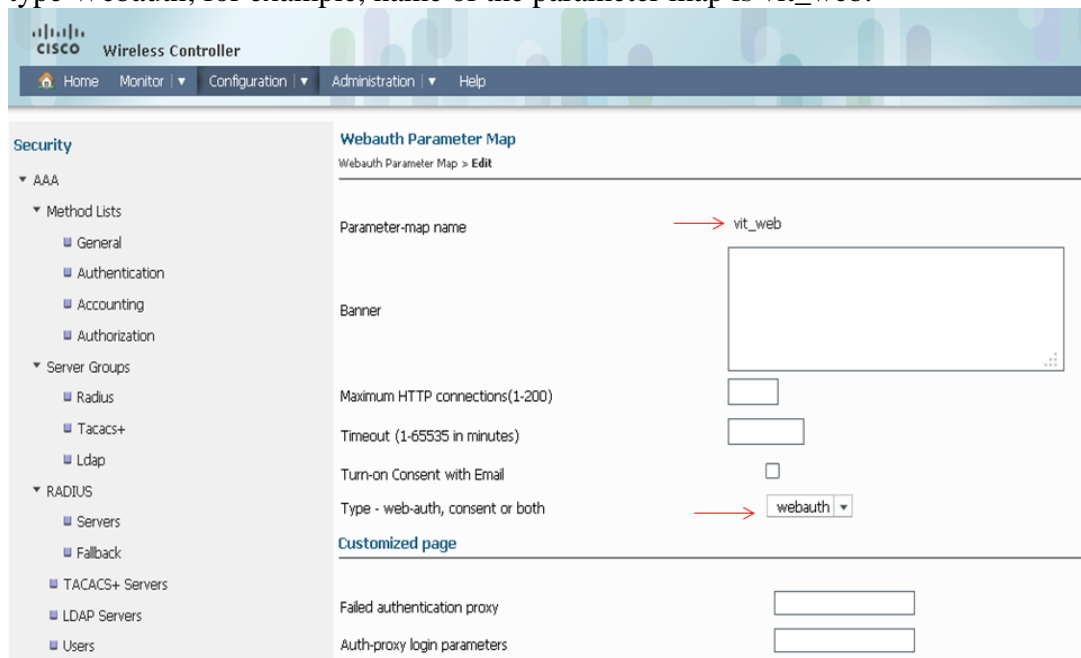 type Webauth, for example, name of the parameter map is vit_web.
CISCO Wireless Controller
Home Monitor Configuration Administration Help
Security
AAA
Method Lists
General
Authentication
Accounting
Authorization
Server Groups
Radius
Tacacs+
Ldap
RADIUS
Servers
Fallback
TACACS+ Servers
LDAP Servers
Users
Webauth Parameter Map
Webauth Parameter Map > Edit
Parameter-map name vit_web
Banner
Maximum HTTP connections(1-200)
Timeout (1-65535 in minutes)
Turn-on Consent with Email
Type - web-auth, consent or both webauth
Customized page
Failed authentication proxy
Auth-proxy login parameters